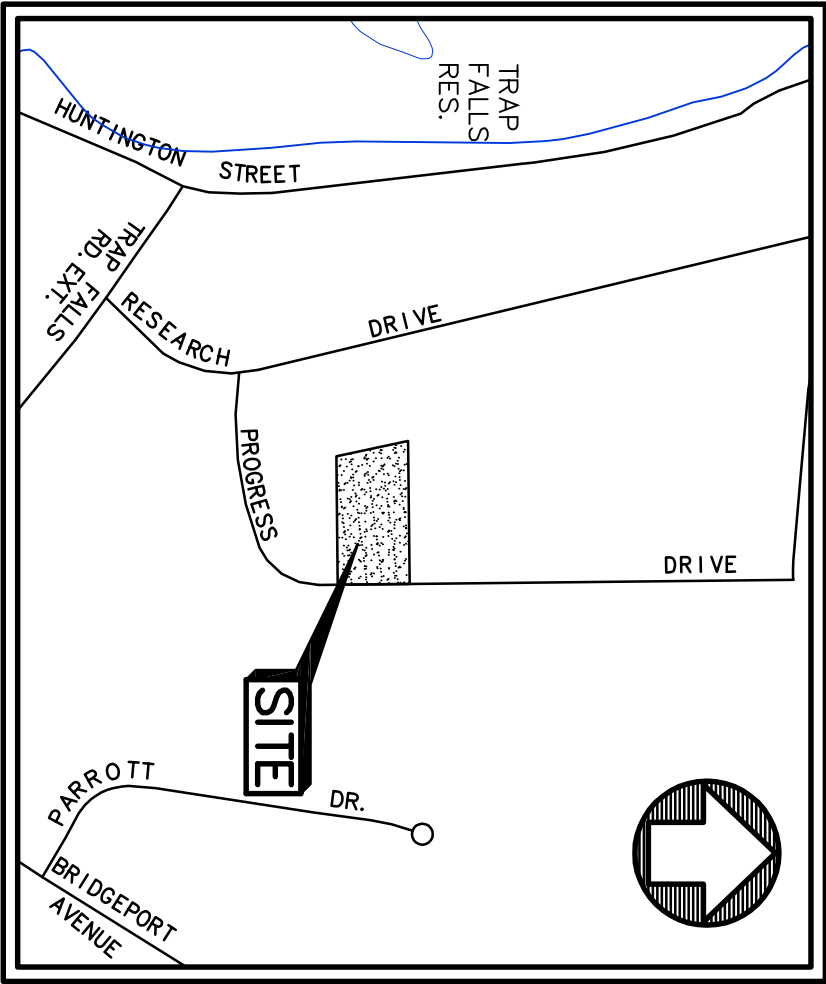 TRAP
FALLS
RES.
HUNTINGTON STREET
TRAP FALLS
RD. EXT.
RESEARCH DRIVE
PROGRESS DRIVE
SITE
PARROTT DR.
BRIDGEPORT
AVENUE